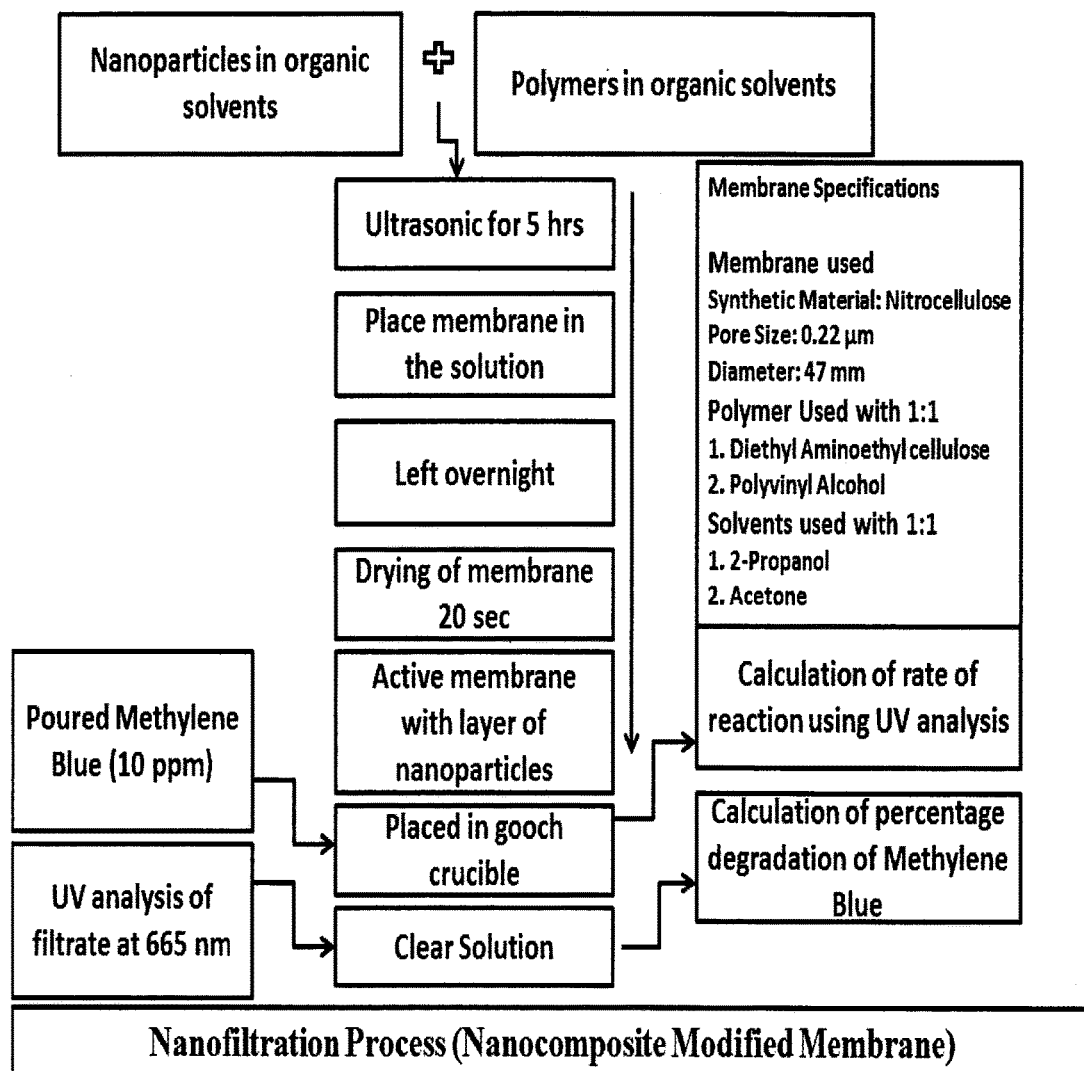 Nanoparticles in organic
solvents
Polymers in organic solvents
Ultrasonic for 5 hrs
Place membrane in
the solution
Left overnight
Drying of membrane
20 sec
Active membrane
with layer of
nanoparticles
Placed in gooch
crucible
Clear Solution
Poured Methylene
Blue (10 ppm)
UV analysis of
filtrate at 665 nm
Membrane Specifications
Membrane used
Synthetic Material: Nitrocellulose
Pore Size: 0.22 µm
Diameter: 47 mm
Polymer Used with 1:1
1. Diethyl Aminoethyl cellulose
2. Polyvinyl Alcohol
Solvents used with 1:1
1. 2-Propanol
2. Acetone
Calculation of rate of
reaction using UV analysis
Calculation of percentage
degradation of Methylene
Blue
Nanofiltration Process (Nanocomposite Modified Membrane)